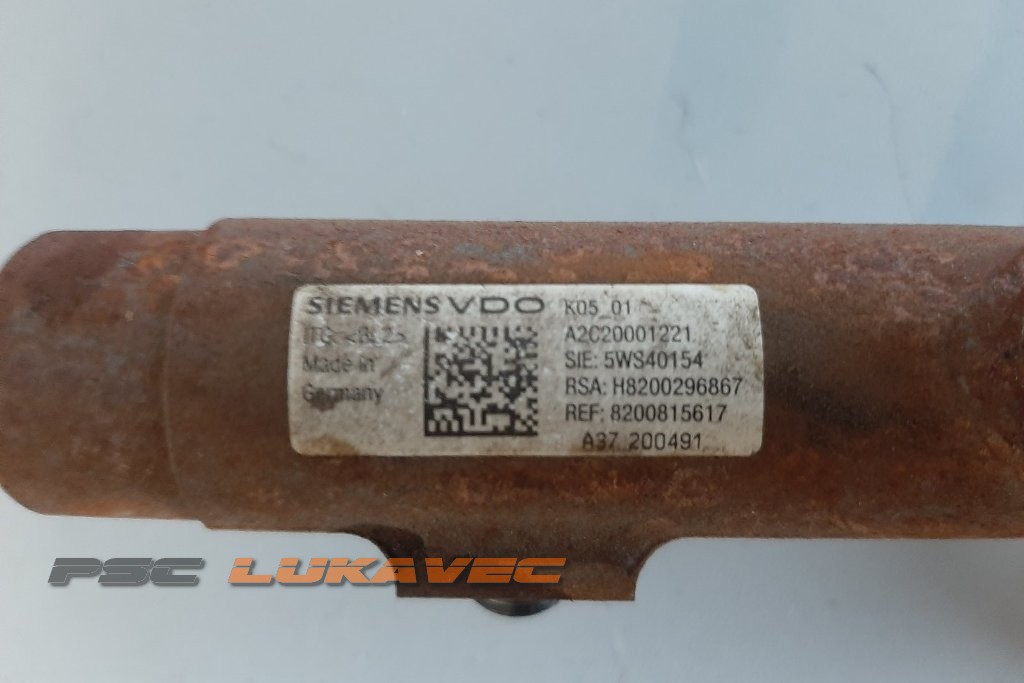 SIEMENS VDO K05_01
A2C20001221
Made in SIE: 5WS40154
Germany RSA: H8200296867
REF: 8200815617
A37 200491
PSC LUKAVEC